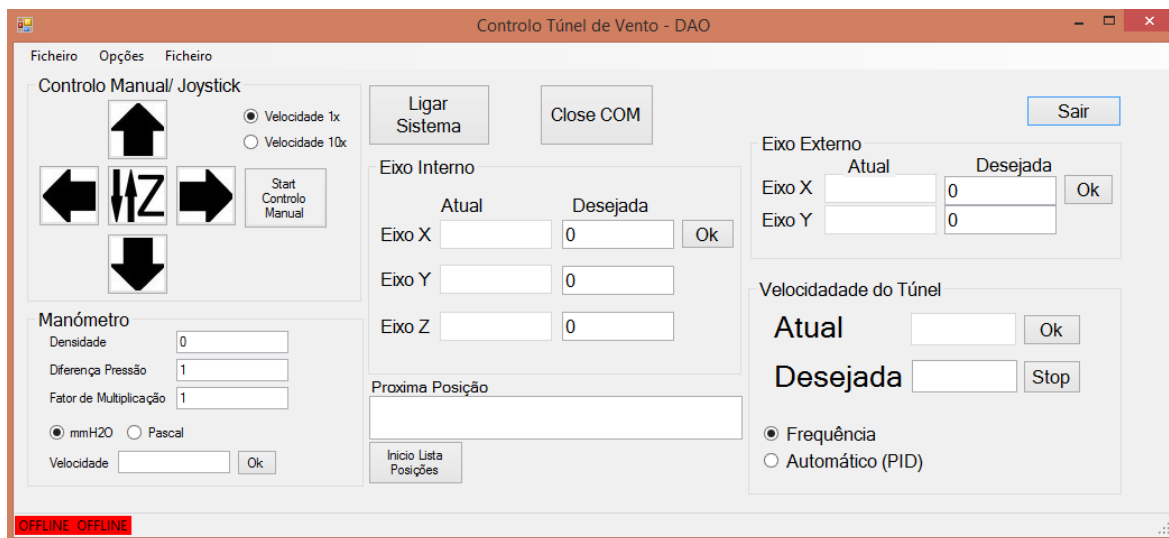 Controlo Túnel de Vento - DAO
Ficheiro Opções Ficheiro
Controlo Manual/ Joystick
Velocidade 1x
Velocidade 10x
Z
Start
Controlo
Manual
Manómetro
Densidade 0
Diferença Pressão 1
Fator de Multiplicação 1
mmH2O Pascal
Velocidade Ok
Ligar
Sistema
Close COM
Eixo Interno
Atual Desejada
Eixo X 0 Ok
Eixo Y 0
Eixo Z 0
Proxima Posição
Inicio Lista
Posições
Sair
Eixo Externo
Atual Desejada
Eixo X 0 Ok
Eixo Y 0
Velocidadade do Túnel
Atual Ok
Desejada Stop
Frequência
Automático (PID)
OFFLINE OFFLINE